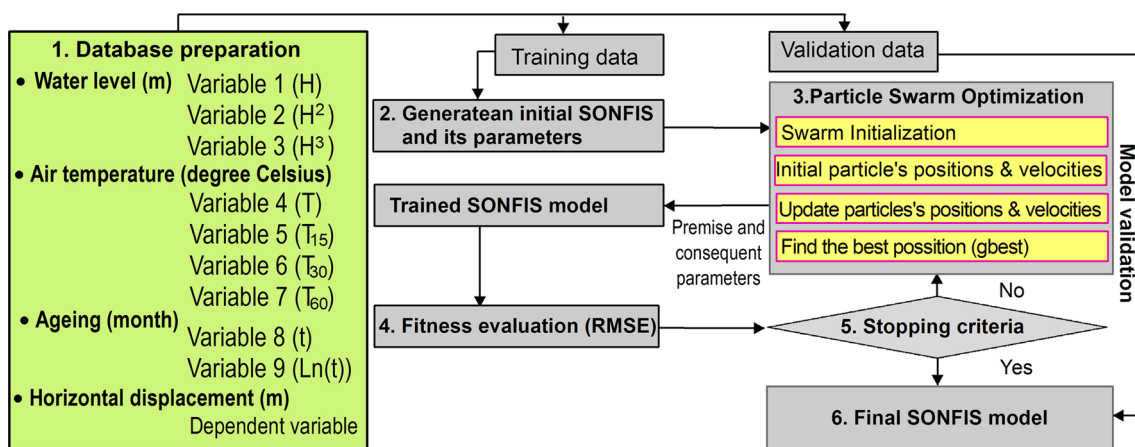 1. Database preparation
• Water level (m)
Variable 1 (H)
Variable 2 (H²)
Variable 3 (H³)
• Air temperature (degree Celsius)
Variable 4 (T)
Variable 5 (T₁₅)
Variable 6 (T₃₀)
Variable 7 (T₆₀)
• Ageing (month)
Variable 8 (t)
Variable 9 (Ln(t))
• Horizontal displacement (m)
Dependent variable
Training data
Validation data
2. Generatean initial SONFIS
and its parameters
3.Particle Swarm Optimization
Swarm Initialization
Initial particle's positions & velocities
Update particles's positions & velocities
Find the best possition (gbest)
Trained SONFIS model
Premise and
consequent
parameters
4. Fitness evaluation (RMSE)
5. Stopping criteria
No
Yes
6. Final SONFIS model
Model validation